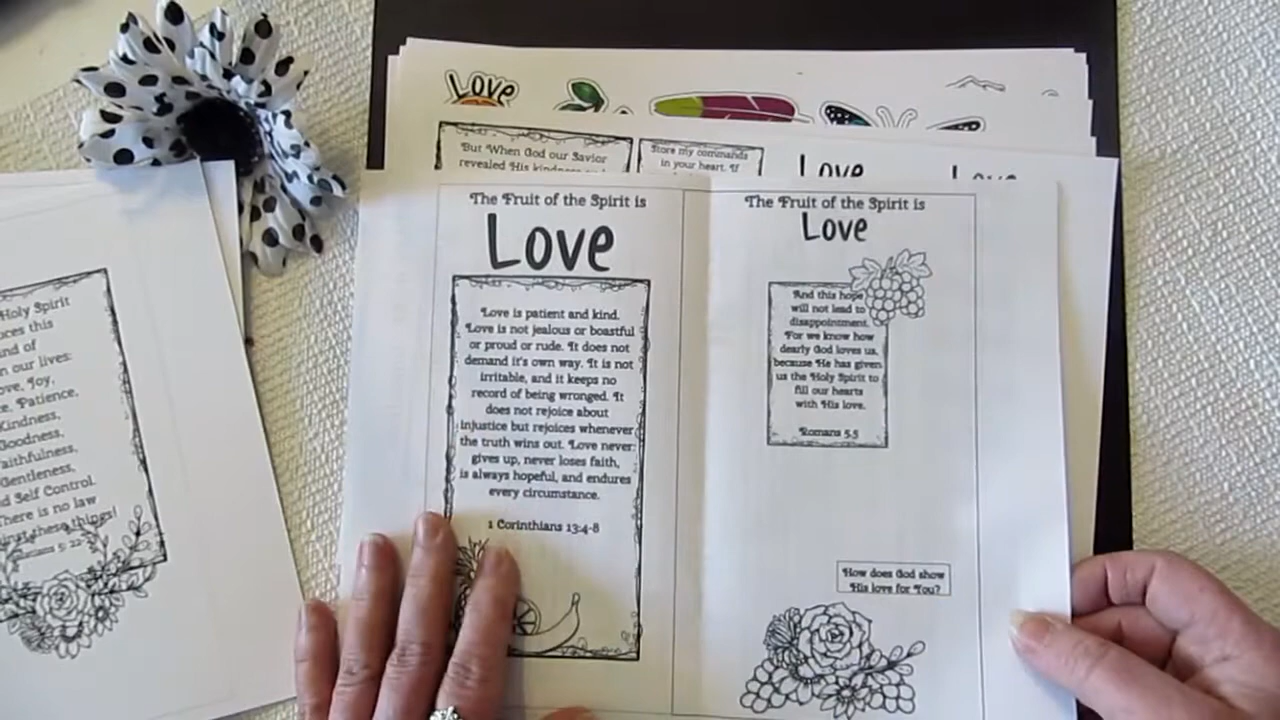 Love
But When God our Savior
revealed His kindness
Store my commands
in your heart. If
Love
Love
Holy Spirit
this
of
our lives:
Joy,
Patience,
Kindness,
Goodness,
Gentleness,
Self Control.
There is no law
these things!
The Fruit of the Spirit is
Love
Love is patient and kind.
Love is not jealous or boastful
or proud or rude. It does not
demand it's own way. It is not
irritable, and it keeps no
record of being wronged. It
does not rejoice about
injustice but rejoices whenever
the truth wins out. Love never
gives up, never loses faith,
is always hopeful, and endures
every circumstance.
1 Corinthians 13:4-8
The Fruit of the Spirit is
Love
And this hope
will not lead to
disappointment.
For we know how
dearly God loves us,
because He has given
us the Holy Spirit to
fill our hearts
with His love.
Romans 5:5
How does God show
His love for You?